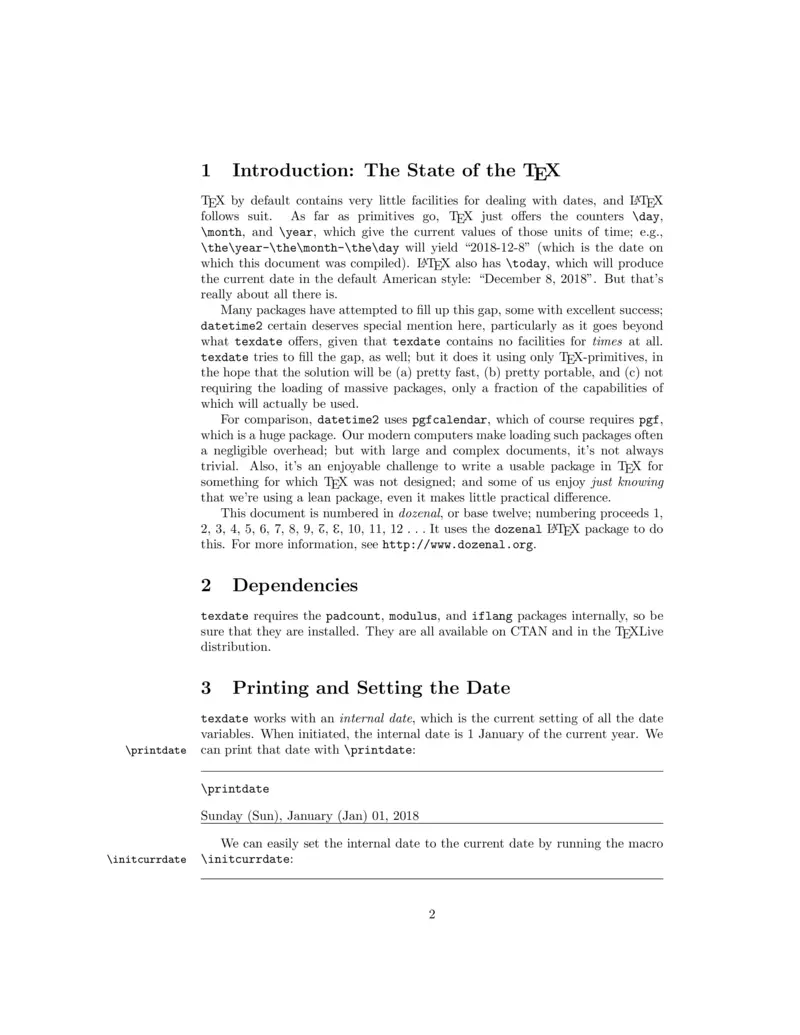 1 Introduction: The State of the TEX
TEX by default contains very little facilities for dealing with dates, and LATEX
follows suit. As far as primitives go, TEX just offers the counters \day,
\month, and \year, which give the current values of those units of time; e.g.,
\the\year-\the\month-\the\day will yield “2018-12-8” (which is the date on
which this document was compiled). LATEX also has \today, which will produce
the current date in the default American style: “December 8, 2018”. But that’s
really about all there is.
Many packages have attempted to fill up this gap, some with excellent success;
datetime2 certain deserves special mention here, particularly as it goes beyond
what texdate offers, given that texdate contains no facilities for times at all.
texdate tries to fill the gap, as well; but it does it using only TEX-primitives, in
the hope that the solution will be (a) pretty fast, (b) pretty portable, and (c) not
requiring the loading of massive packages, only a fraction of the capabilities of
which will actually be used.
For comparison, datetime2 uses pgfcalendar, which of course requires pgf,
which is a huge package. Our modern computers make loading such packages often
a negligible overhead; but with large and complex documents, it’s not always
trivial. Also, it’s an enjoyable challenge to write a usable package in TEX for
something for which TEX was not designed; and some of us enjoy just knowing
that we’re using a lean package, even it makes little practical difference.
This document is numbered in dozenal, or base twelve; numbering proceeds 1,
2, 3, 4, 5, 6, 7, 8, 9, ↊, ↋, 10, 11, 12 . . . It uses the dozenal LATEX package to do
this. For more information, see http://www.dozenal.org.
2 Dependencies
texdate requires the padcount, modulus, and iflang packages internally, so be
sure that they are installed. They are all available on CTAN and in the TEXLive
distribution.
3 Printing and Setting the Date
texdate works with an internal date, which is the current setting of all the date
variables. When initiated, the internal date is 1 January of the current year. We
\printdate can print that date with \printdate:
\printdate
Sunday (Sun), January (Jan) 01, 2018
We can easily set the internal date to the current date by running the macro
\initcurrdate \initcurrdate:
2